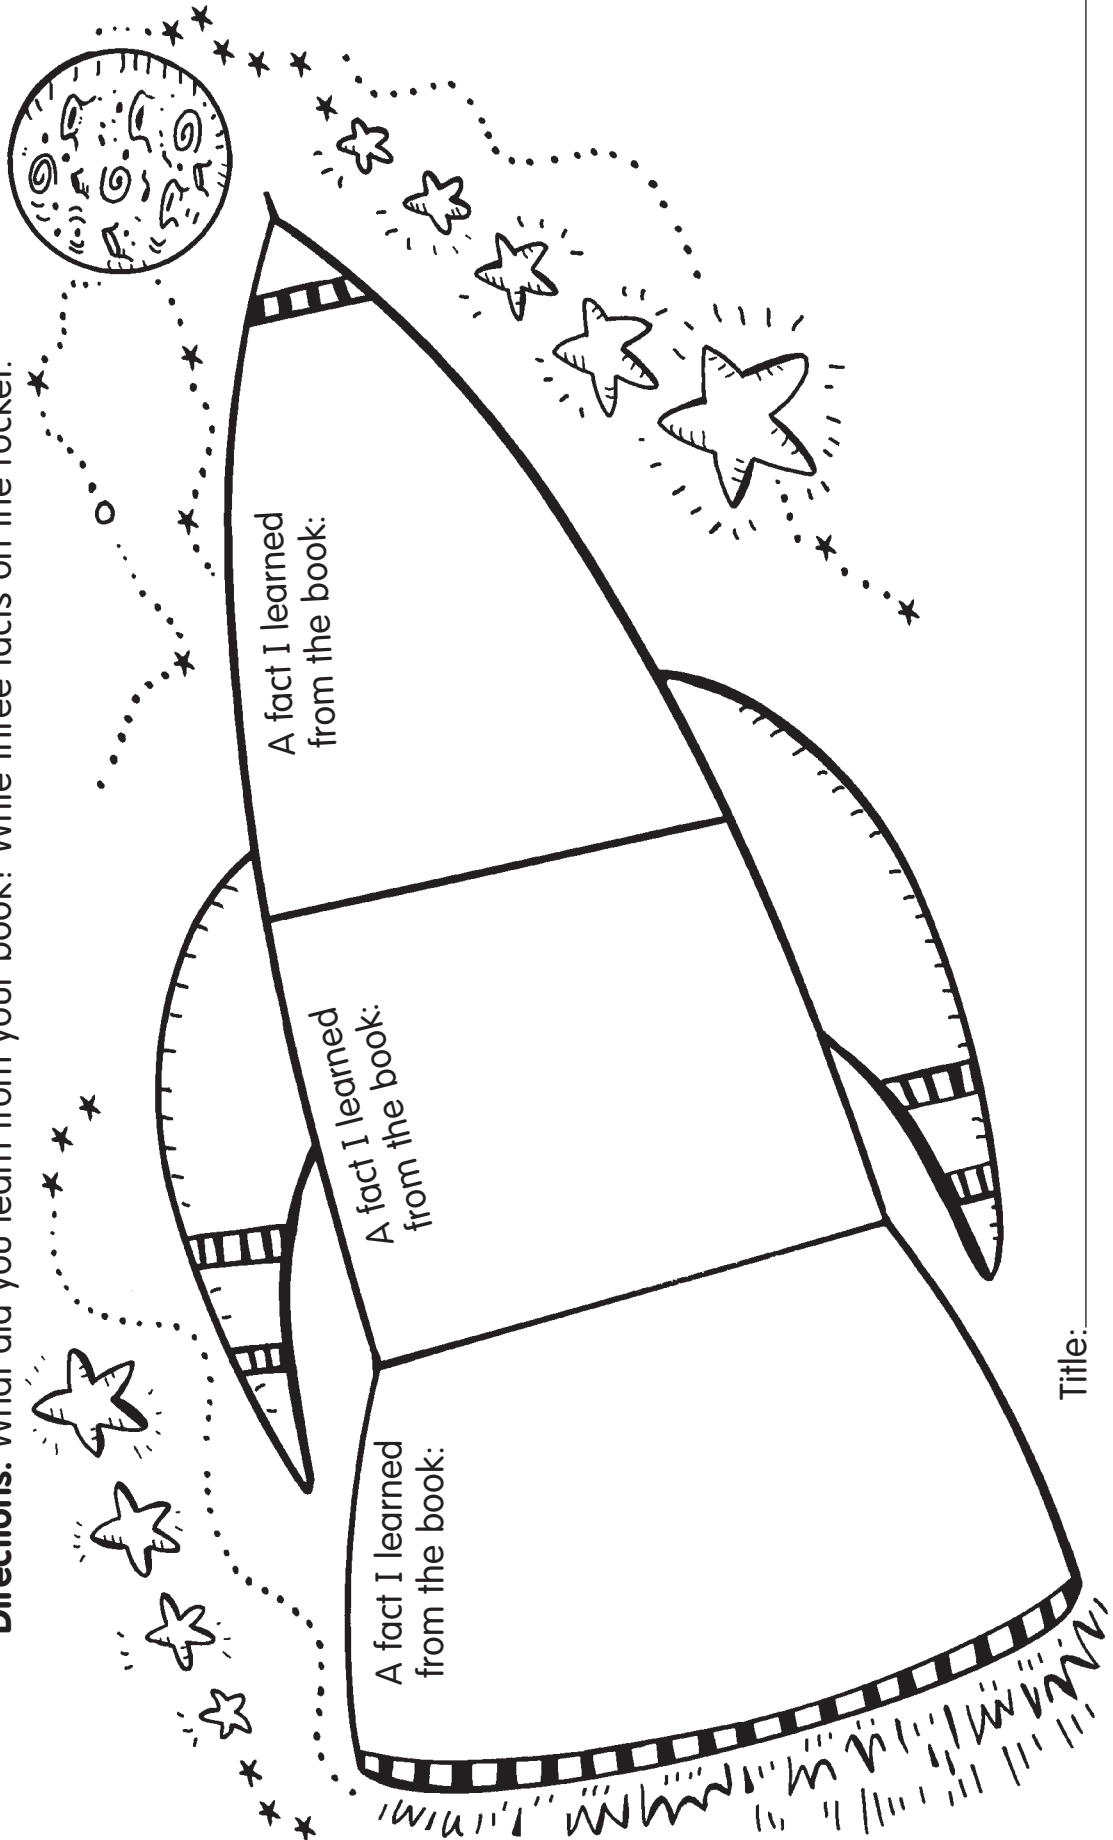 Directions: What did you learn from your book? Write three facts on the rocket.
A fact I learned
from the book:
A fact I learned
from the book:
A fact I learned
from the book:
Title: